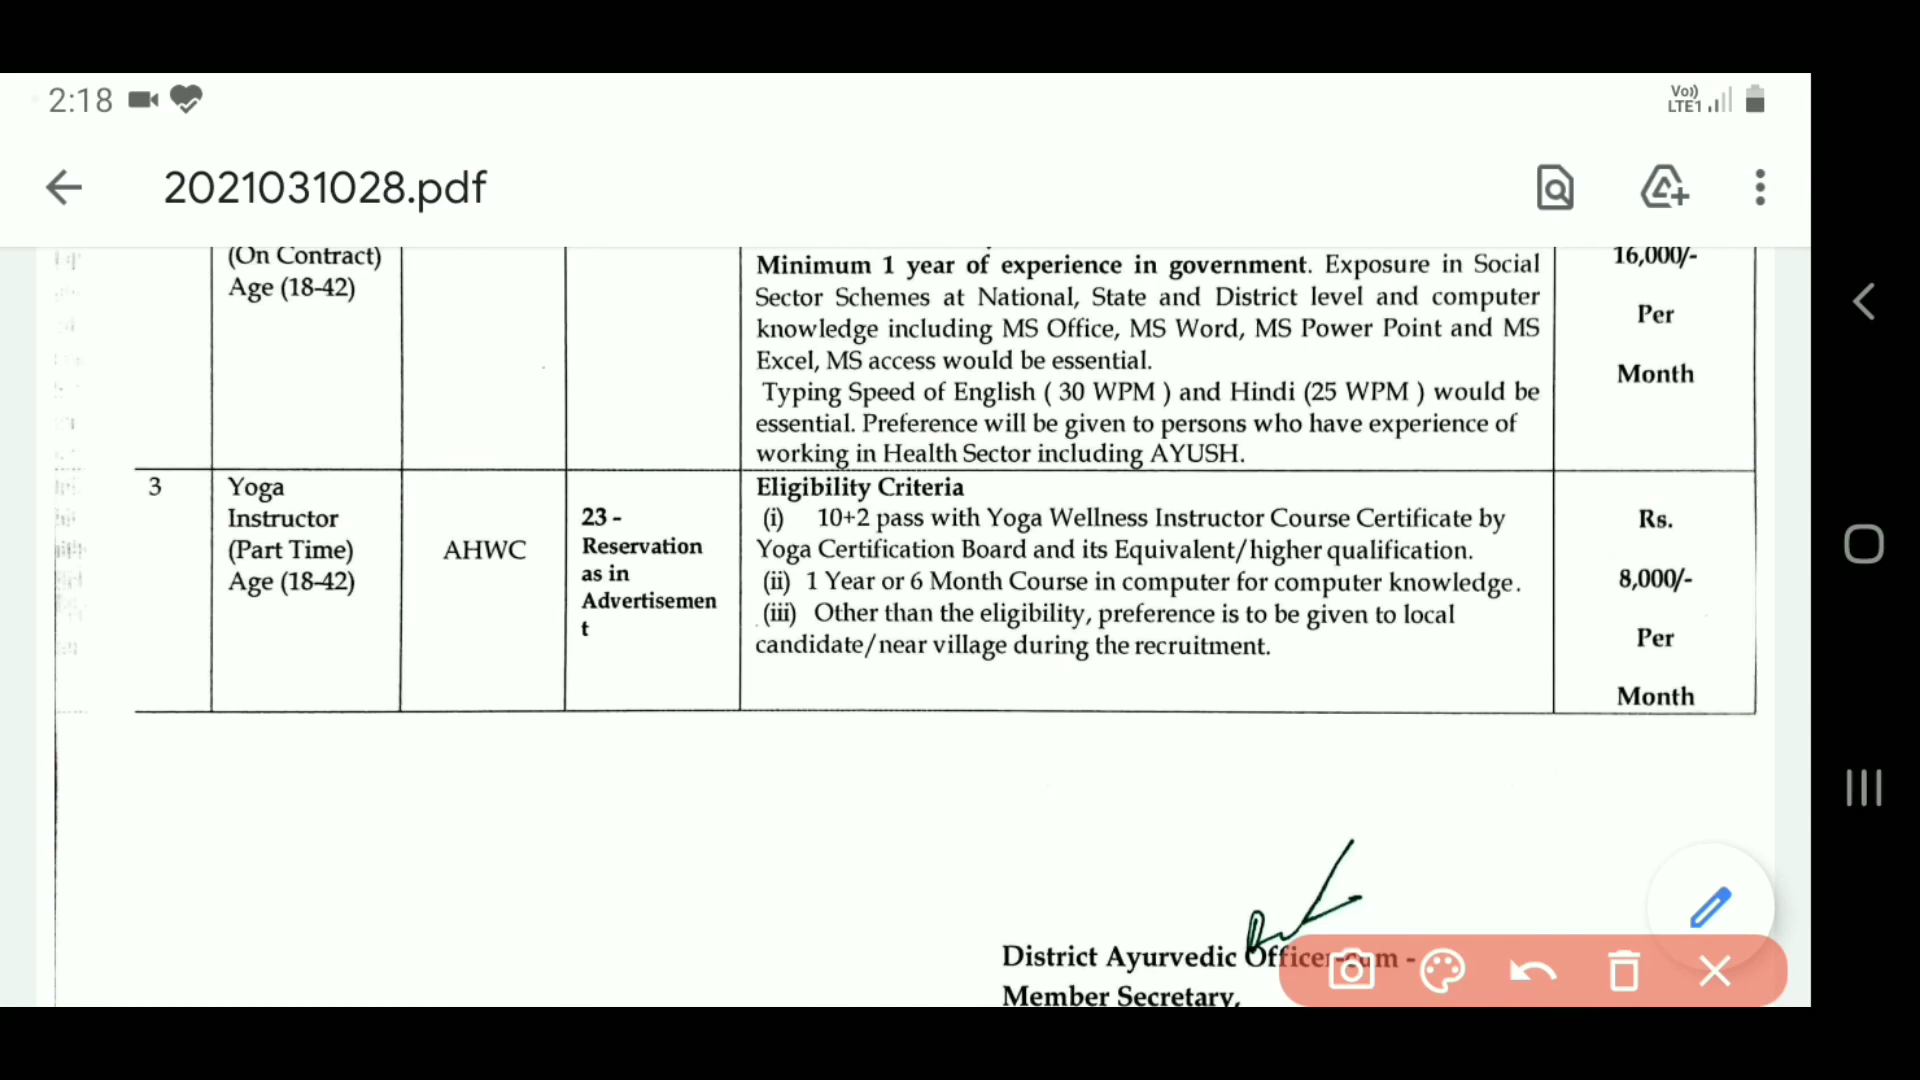 2:18
Vo))
LTE1
2021031028.pdf
(On Contract)
Age (18-42)
Minimum 1 year of experience in government. Exposure in Social
Sector Schemes at National, State and District level and computer
knowledge including MS Office, MS Word, MS Power Point and MS
Excel, MS access would be essential.
Typing Speed of English ( 30 WPM ) and Hindi (25 WPM ) would be
essential. Preference will be given to persons who have experience of
working in Health Sector including AYUSH.
16,000/-
Per
Month
3
Yoga
Instructor
(Part Time)
Age (18-42)
AHWC
23 -
Reservation
as in
Advertisemen
t
Eligibility Criteria
(i) 10+2 pass with Yoga Wellness Instructor Course Certificate by
Yoga Certification Board and its Equivalent/higher qualification.
(ii) 1 Year or 6 Month Course in computer for computer knowledge.
(iii) Other than the eligibility, preference is to be given to local
candidate/near village during the recruitment.
Rs.
8,000/-
Per
Month
District Ayurvedic Officer-cum -
Member Secretary,